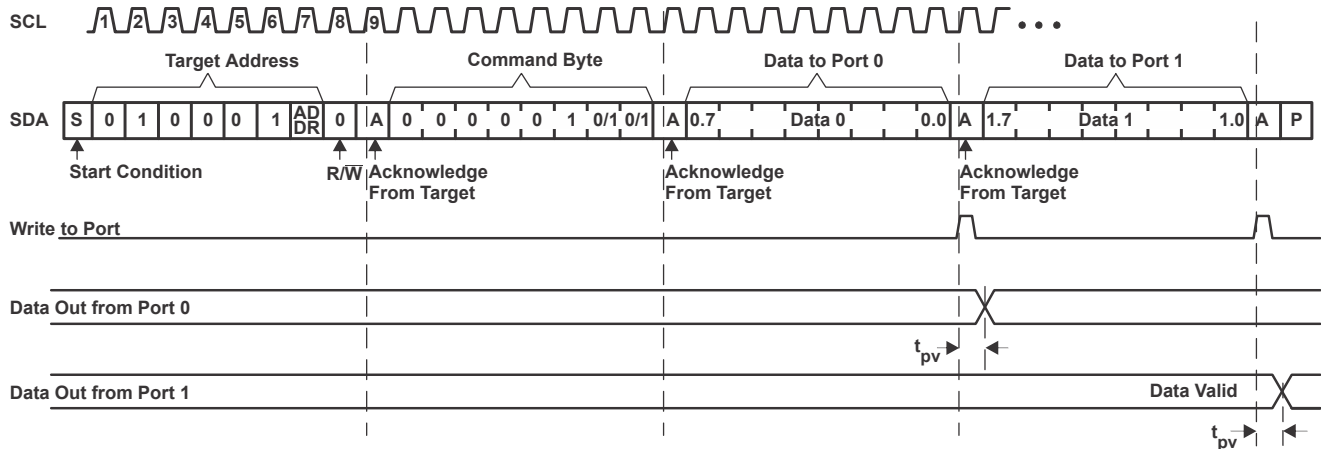 SCL 1 2 3 4 5 6 7 8 9
Target Address Command Byte Data to Port 0 Data to Port 1
SDA S 0 1 0 0 0 1 AD DR 0 A 0 0 0 0 0 1 0/1 0/1 A 0.7 Data 0 0.0 A 1.7 Data 1 1.0 A P
Start Condition R/W̅ Acknowledge From Target Acknowledge From Target Acknowledge From Target
Write to Port
Data Out from Port 0
tpv
Data Out from Port 1 Data Valid
tpv